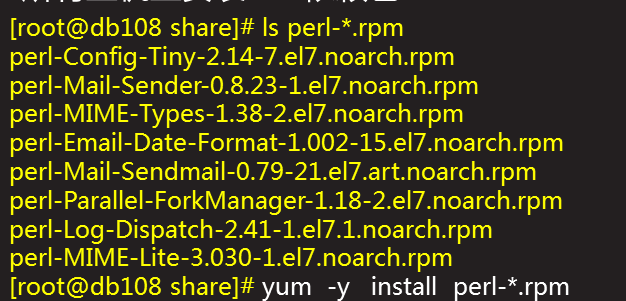 [root@db108 share]# ls perl-*.rpm
perl-Config-Tiny-2.14-7.el7.noarch.rpm
perl-Mail-Sender-0.8.23-1.el7.noarch.rpm
perl-MIME-Types-1.38-2.el7.noarch.rpm
perl-Email-Date-Format-1.002-15.el7.noarch.rpm
perl-Mail-Sendmail-0.79-21.el7.art.noarch.rpm
perl-Parallel-ForkManager-1.18-2.el7.noarch.rpm
perl-Log-Dispatch-2.41-1.el7.1.noarch.rpm
perl-MIME-Lite-3.030-1.el7.noarch.rpm
[root@db108 share]# yum  -y   install  perl-*.rpm